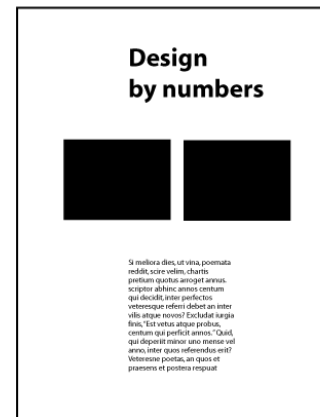 Design
by numbers
Si meliora dies, ut vina, poemata
reddit, scire velim, chartis
pretium quotus arroget annus.
scriptor abhinc annos centum
qui decidit, inter perfectos
veteresque referri debet an inter
vilis atque novos? Excludat iurgia
finis, "Est vetus atque probus,
centum qui perficit annos." Quid,
qui deperiit minor uno mense vel
anno, inter quos referendus erit?
Veteresne poetas, an quos et
praesens et postera respuat